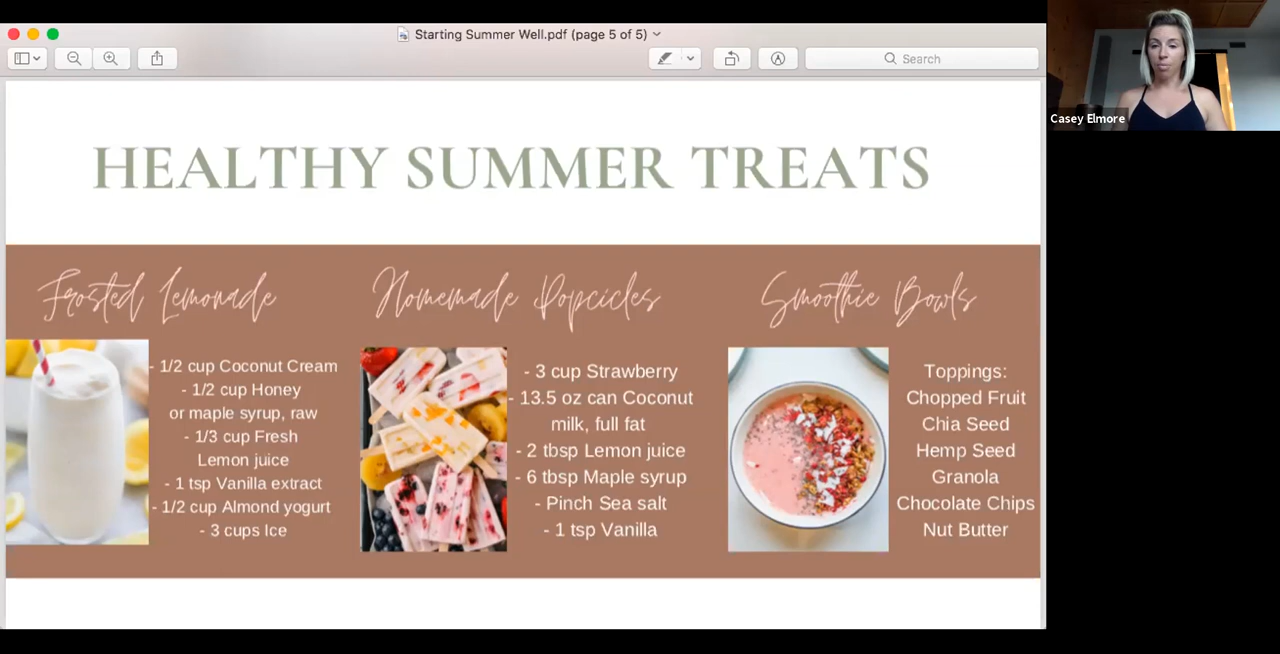 Starting Summer Well.pdf (page 5 of 5)
Search
Casey Elmore
HEALTHY SUMMER TREATS
Frosted Lemonade
- 1/2 cup Coconut Cream
- 1/2 cup Honey
or maple syrup, raw
- 1/3 cup Fresh
Lemon juice
- 1 tsp Vanilla extract
- 1/2 cup Almond yogurt
- 3 cups Ice
Homemade Popcicles
- 3 cup Strawberry
- 13.5 oz can Coconut
milk, full fat
- 2 tbsp Lemon juice
- 6 tbsp Maple syrup
- Pinch Sea salt
- 1 tsp Vanilla
Smoothie Bowls
Toppings:
Chopped Fruit
Chia Seed
Hemp Seed
Granola
Chocolate Chips
Nut Butter